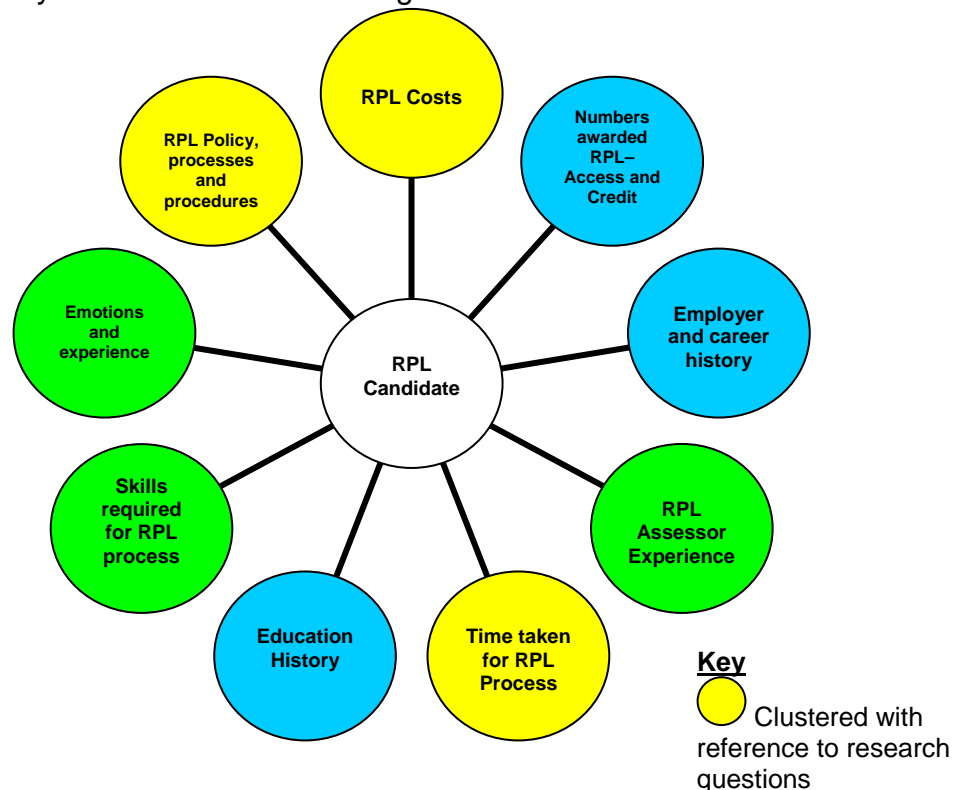 RPL Costs
Numbers
awarded
RPL–
Access and
Credit
RPL Policy,
processes
and
procedures
Emotions
and
experience
Employer
and career
history
RPL
Candidate
Skills
required
for RPL
process
RPL
Assessor
Experience
Education
History
Time taken
for RPL
Process
Key
Clustered with
reference to research
questions